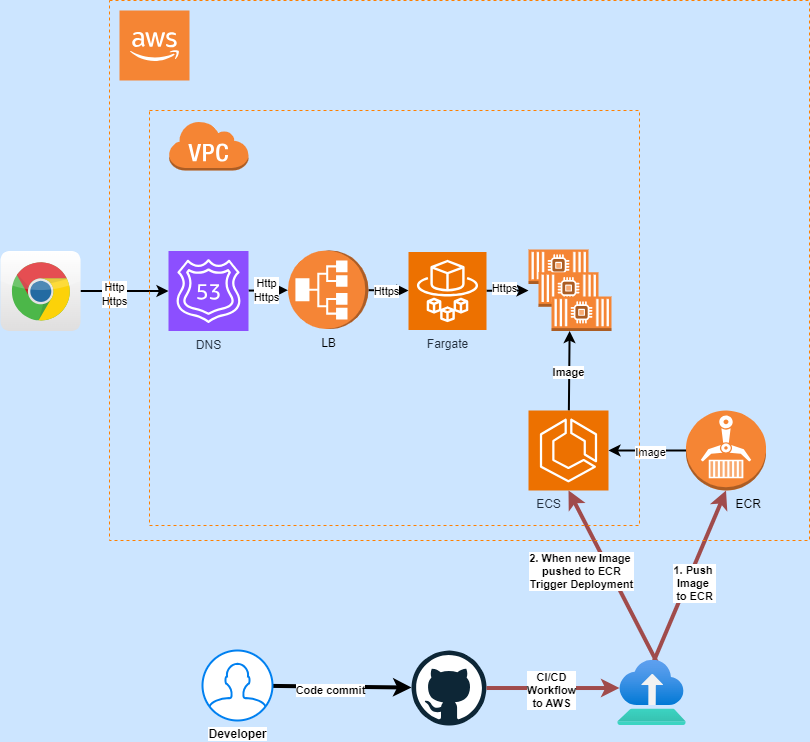 aws
VPC
Http
Https
53
Http
Https
Https
Https
DNS
LB
Fargate
Image
Image
ECS
ECR
2. When new Image
pushed to ECR
Trigger Deployment
1. Push
Image
to ECR
Code commit
CI/CD
Workflow
to AWS
Developer